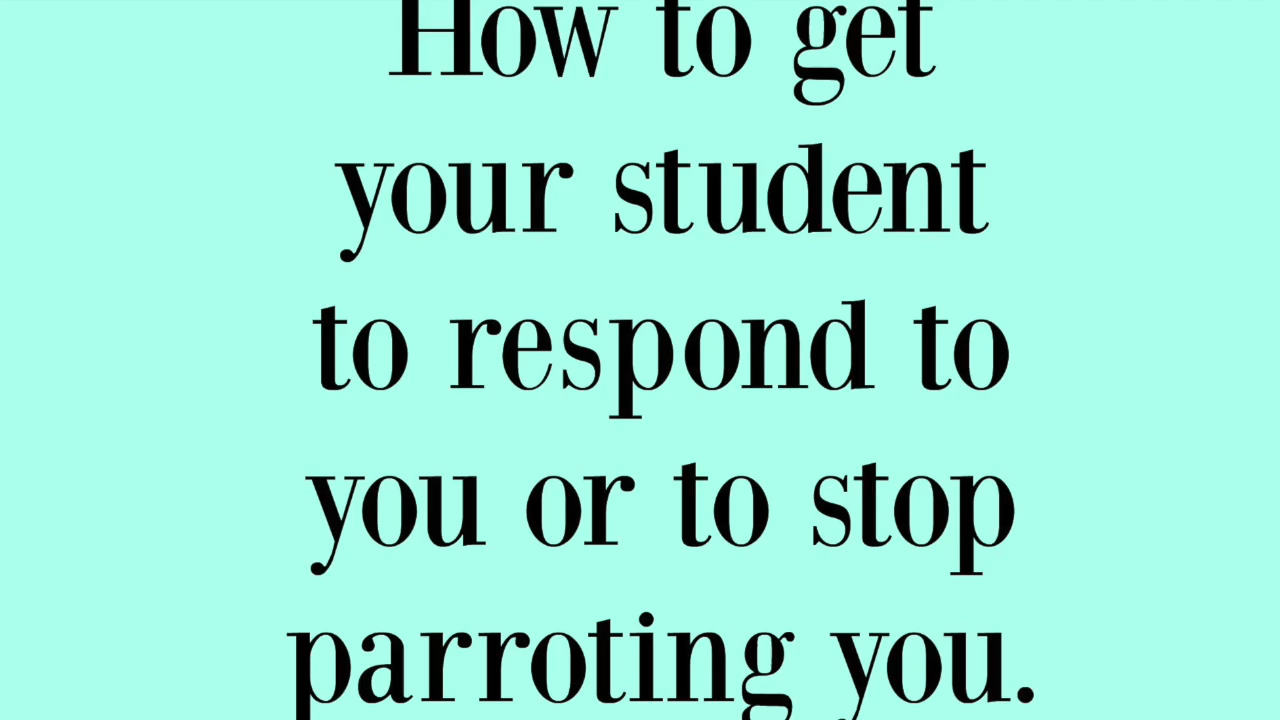 How to get
your student
to respond to
you or to stop
parroting you.